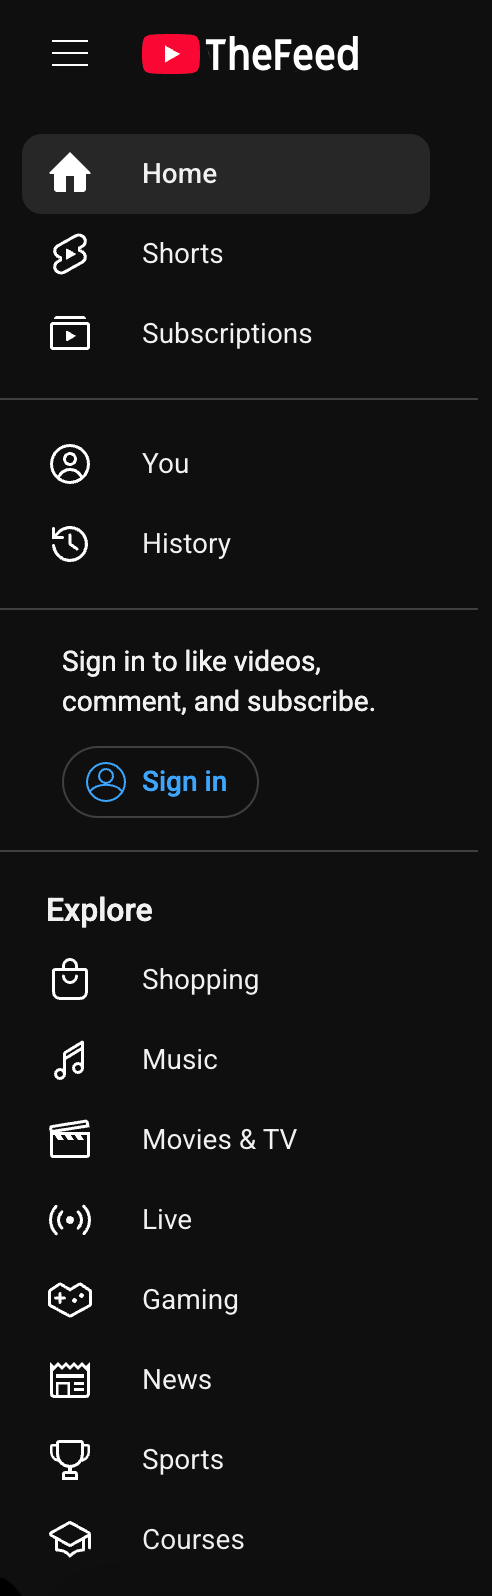 TheFeed
Home
Shorts
Subscriptions
You
History
Sign in to like videos,
comment, and subscribe.
Sign in
Explore
Shopping
Music
Movies & TV
Live
Gaming
News
Sports
Courses